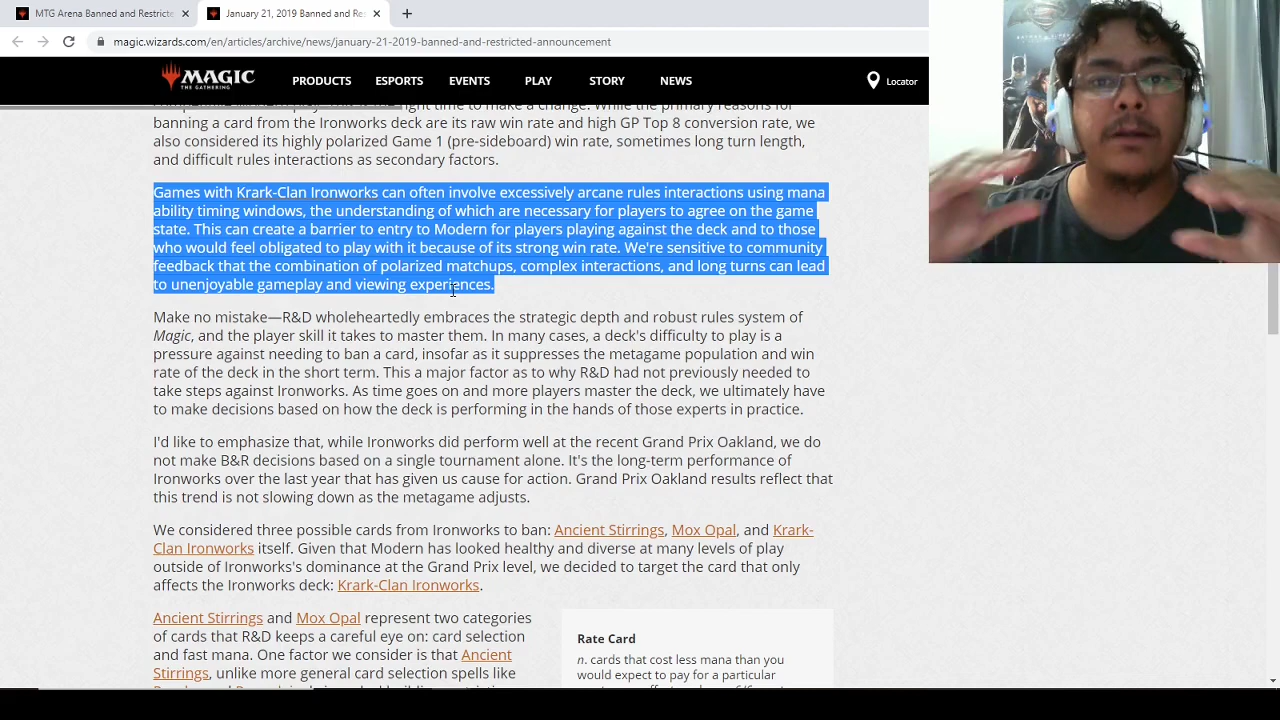 MTG Arena Banned and Restricte
January 21, 2019 Banned and Res
magic.wizards.com/en/articles/archive/news/january-21-2019-banned-and-restricted-announcement
MAGIC
THE GATHERING
PRODUCTS ESPORTS EVENTS PLAY STORY NEWS
Locator
right time to make a change. While the primary reasons for
banning a card from the Ironworks deck are its raw win rate and high GP Top 8 conversion rate, we
also considered its highly polarized Game 1 (pre-sideboard) win rate, sometimes long turn length,
and difficult rules interactions as secondary factors.
Games with Krark-Clan Ironworks can often involve excessively arcane rules interactions using mana
ability timing windows, the understanding of which are necessary for players to agree on the game
state. This can create a barrier to entry to Modern for players playing against the deck and to those
who would feel obligated to play with it because of its strong win rate. We're sensitive to community
feedback that the combination of polarized matchups, complex interactions, and long turns can lead
to unenjoyable gameplay and viewing experiences.
Make no mistake—R&D wholeheartedly embraces the strategic depth and robust rules system of
Magic, and the player skill it takes to master them. In many cases, a deck's difficulty to play is a
pressure against needing to ban a card, insofar as it suppresses the metagame population and win
rate of the deck in the short term. This a major factor as to why R&D had not previously needed to
take steps against Ironworks. As time goes on and more players master the deck, we ultimately have
to make decisions based on how the deck is performing in the hands of those experts in practice.
I'd like to emphasize that, while Ironworks did perform well at the recent Grand Prix Oakland, we do
not make B&R decisions based on a single tournament alone. It's the long-term performance of
Ironworks over the last year that has given us cause for action. Grand Prix Oakland results reflect that
this trend is not slowing down as the metagame adjusts.
We considered three possible cards from Ironworks to ban: Ancient Stirrings, Mox Opal, and Krark-
Clan Ironworks itself. Given that Modern has looked healthy and diverse at many levels of play
outside of Ironworks's dominance at the Grand Prix level, we decided to target the card that only
affects the Ironworks deck: Krark-Clan Ironworks.
Ancient Stirrings and Mox Opal represent two categories
of cards that R&D keeps a careful eye on: card selection
and fast mana. One factor we consider is that Ancient
Stirrings, unlike more general card selection spells like
Rate Card
n. cards that cost less mana than you
would expect to pay for a particular